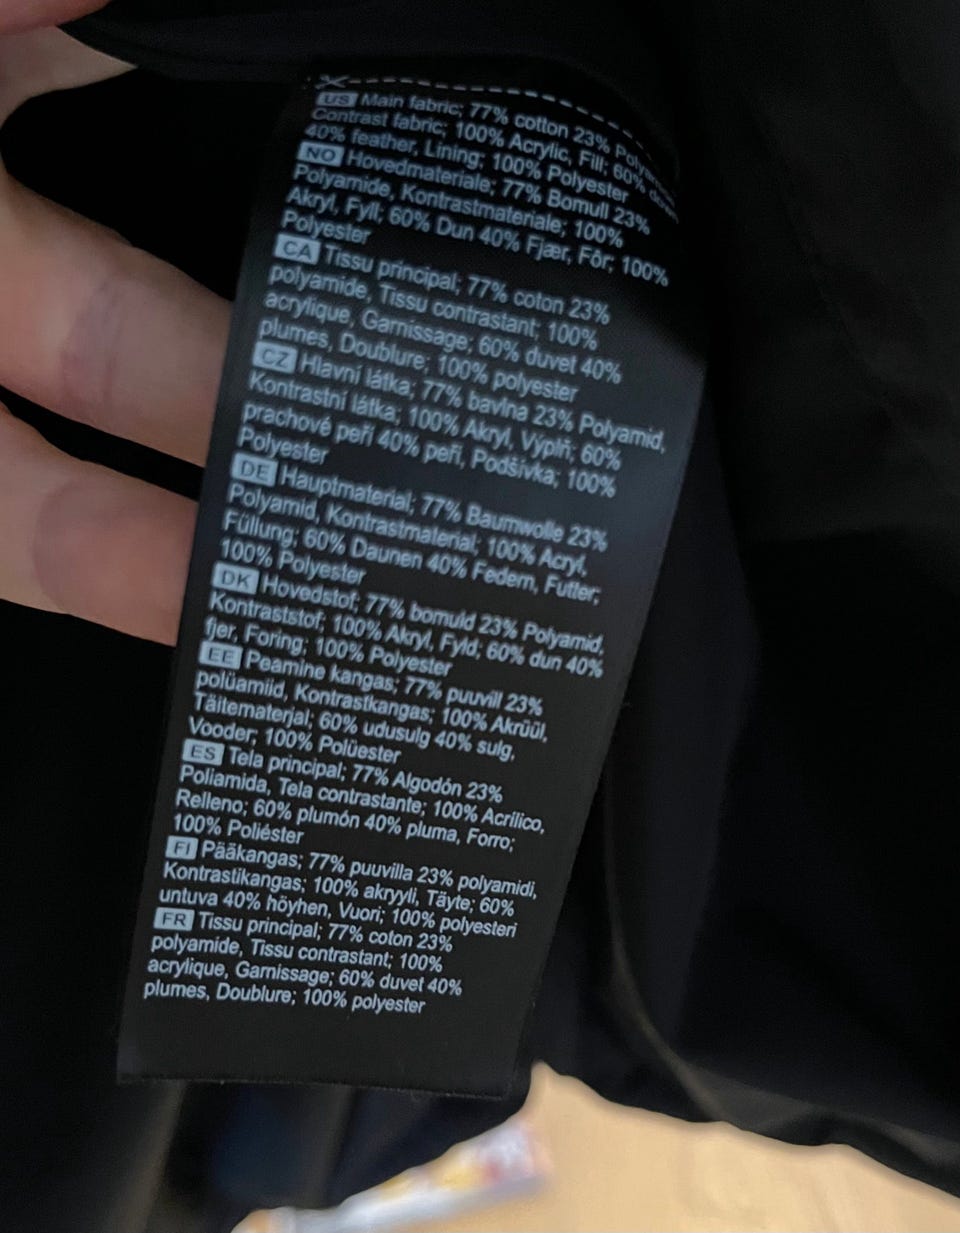 US Main fabric; 77% cotton 23%
Contrast fabric; 100% Acrylic, Fill; 60% down
40% feather, Lining; 100% Polyester
NO Hovedmateriale; 77% Bomull 23%
Polyamide, Kontrastmateriale; 100%
Akryl, Fyll; 60% Dun 40% Fjær, Fôr; 100%
Polyester
CA Tissu principal; 77% coton 23%
polyamide, Tissu contrastant; 100%
acrylique, Garnissage; 60% duvet 40%
plumes, Doublure; 100% polyester
CZ Hlavní látka; 77% bavlna 23% Polyamid,
Kontrastní látka; 100% Akryl, Výplň; 60%
prachové peří 40% peří, Podšívka; 100%
Polyester
DE Hauptmaterial; 77% Baumwolle 23%
Polyamid, Kontrastmaterial; 100% Acryl,
Füllung; 60% Daunen 40% Federn, Futter;
100% Polyester
DK Hovedstof; 77% bomuld 23% Polyamid,
Kontraststof; 100% Akryl, Fyld; 60% dun 40%
fjer, Foring; 100% Polyester
EE Peamine kangas; 77% puuvill 23%
polüamiid, Kontrastkangas; 100% Akrüül,
Täitematerjal; 60% udusulg 40% sulg,
Vooder; 100% Polüester
ES Tela principal; 77% Algodón 23%
Poliamida, Tela contrastante; 100% Acrílico,
Relleno; 60% plumón 40% pluma, Forro;
100% Poliéster
FI Pääkangas; 77% puuvilla 23% polyamidi,
Kontrastikangas; 100% akryyli, Täyte; 60%
untuva 40% höyhen, Vuori; 100% polyesteri
FR Tissu principal; 77% coton 23%
polyamide, Tissu contrastant; 100%
acrylique, Garnissage; 60% duvet 40%
plumes, Doublure; 100% polyester